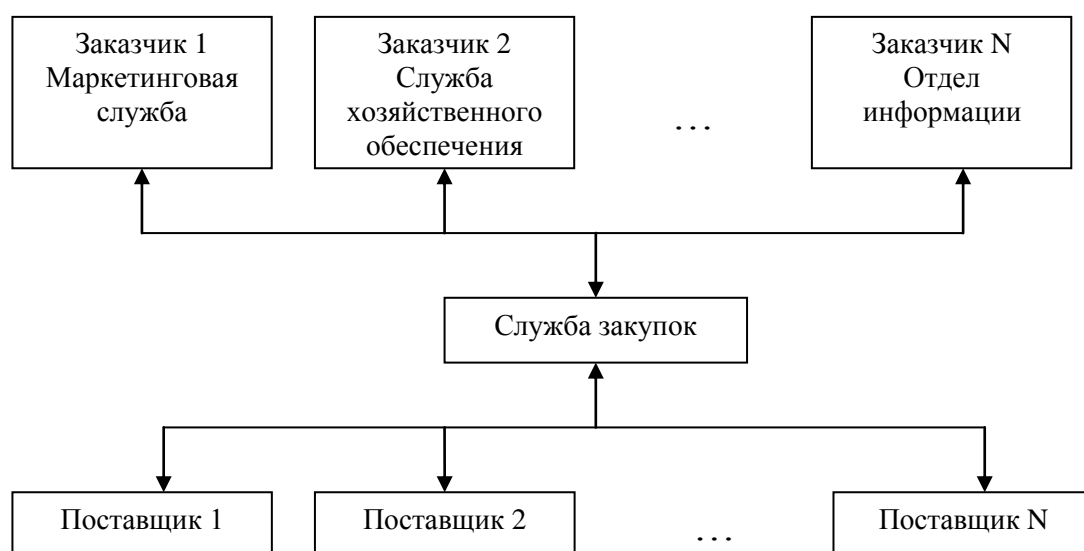 Заказчик 1
Маркетинговая
служба
Заказчик 2
Служба
хозяйственного
обеспечения
…
Заказчик N
Отдел
информации
Служба закупок
Поставщик 1
Поставщик 2
…
Поставщик N